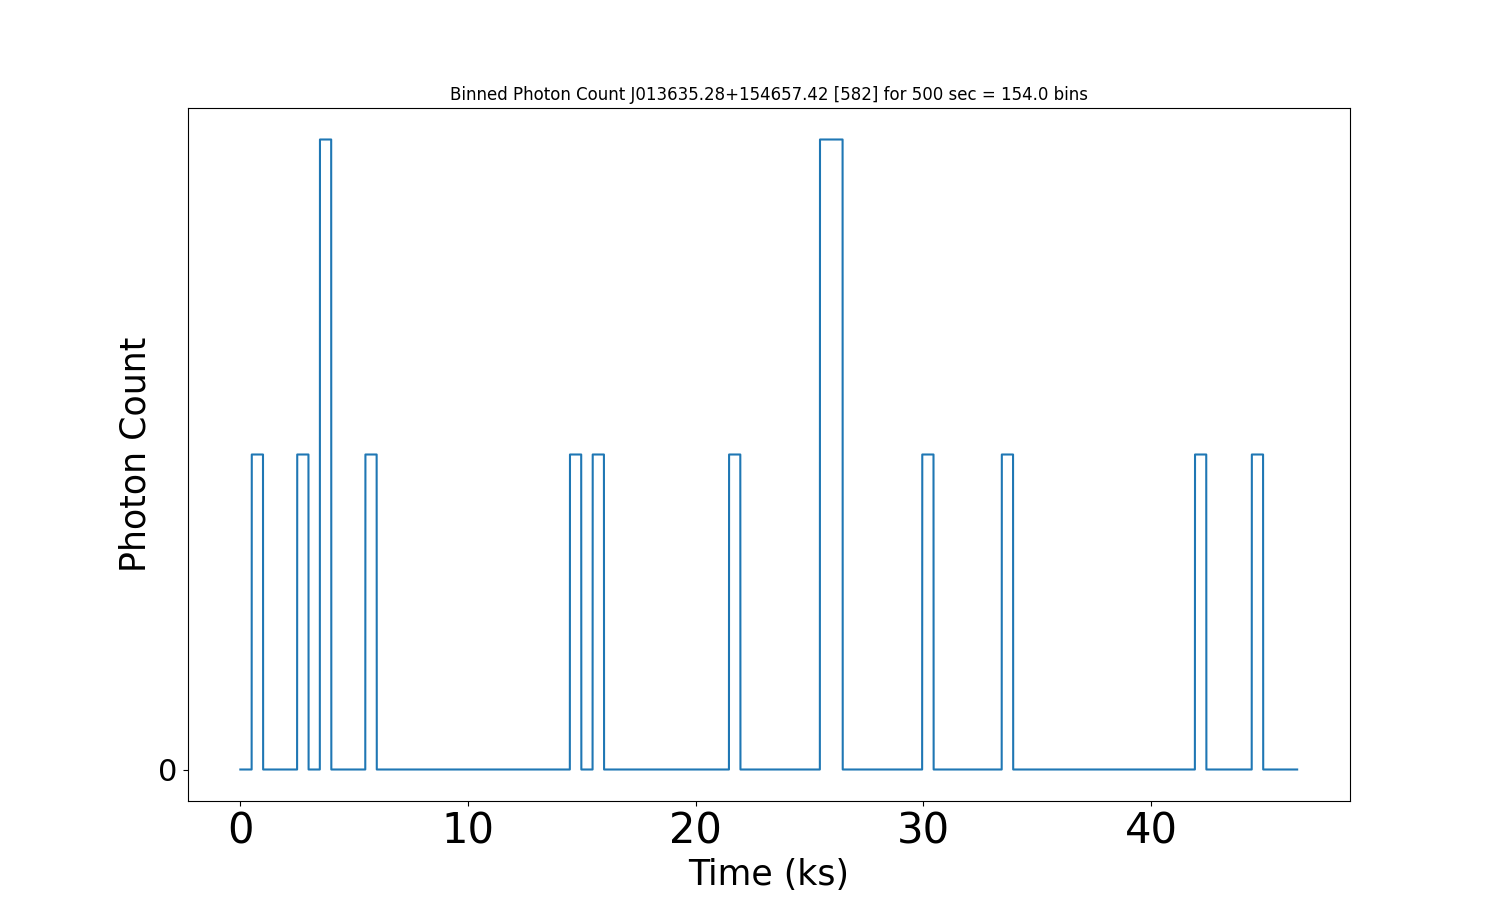 Binned Photon Count J013635.28+154657.42 [582] for 500 sec = 154.0 bins
Photon Count
0
0 10 20 30 40
Time (ks)